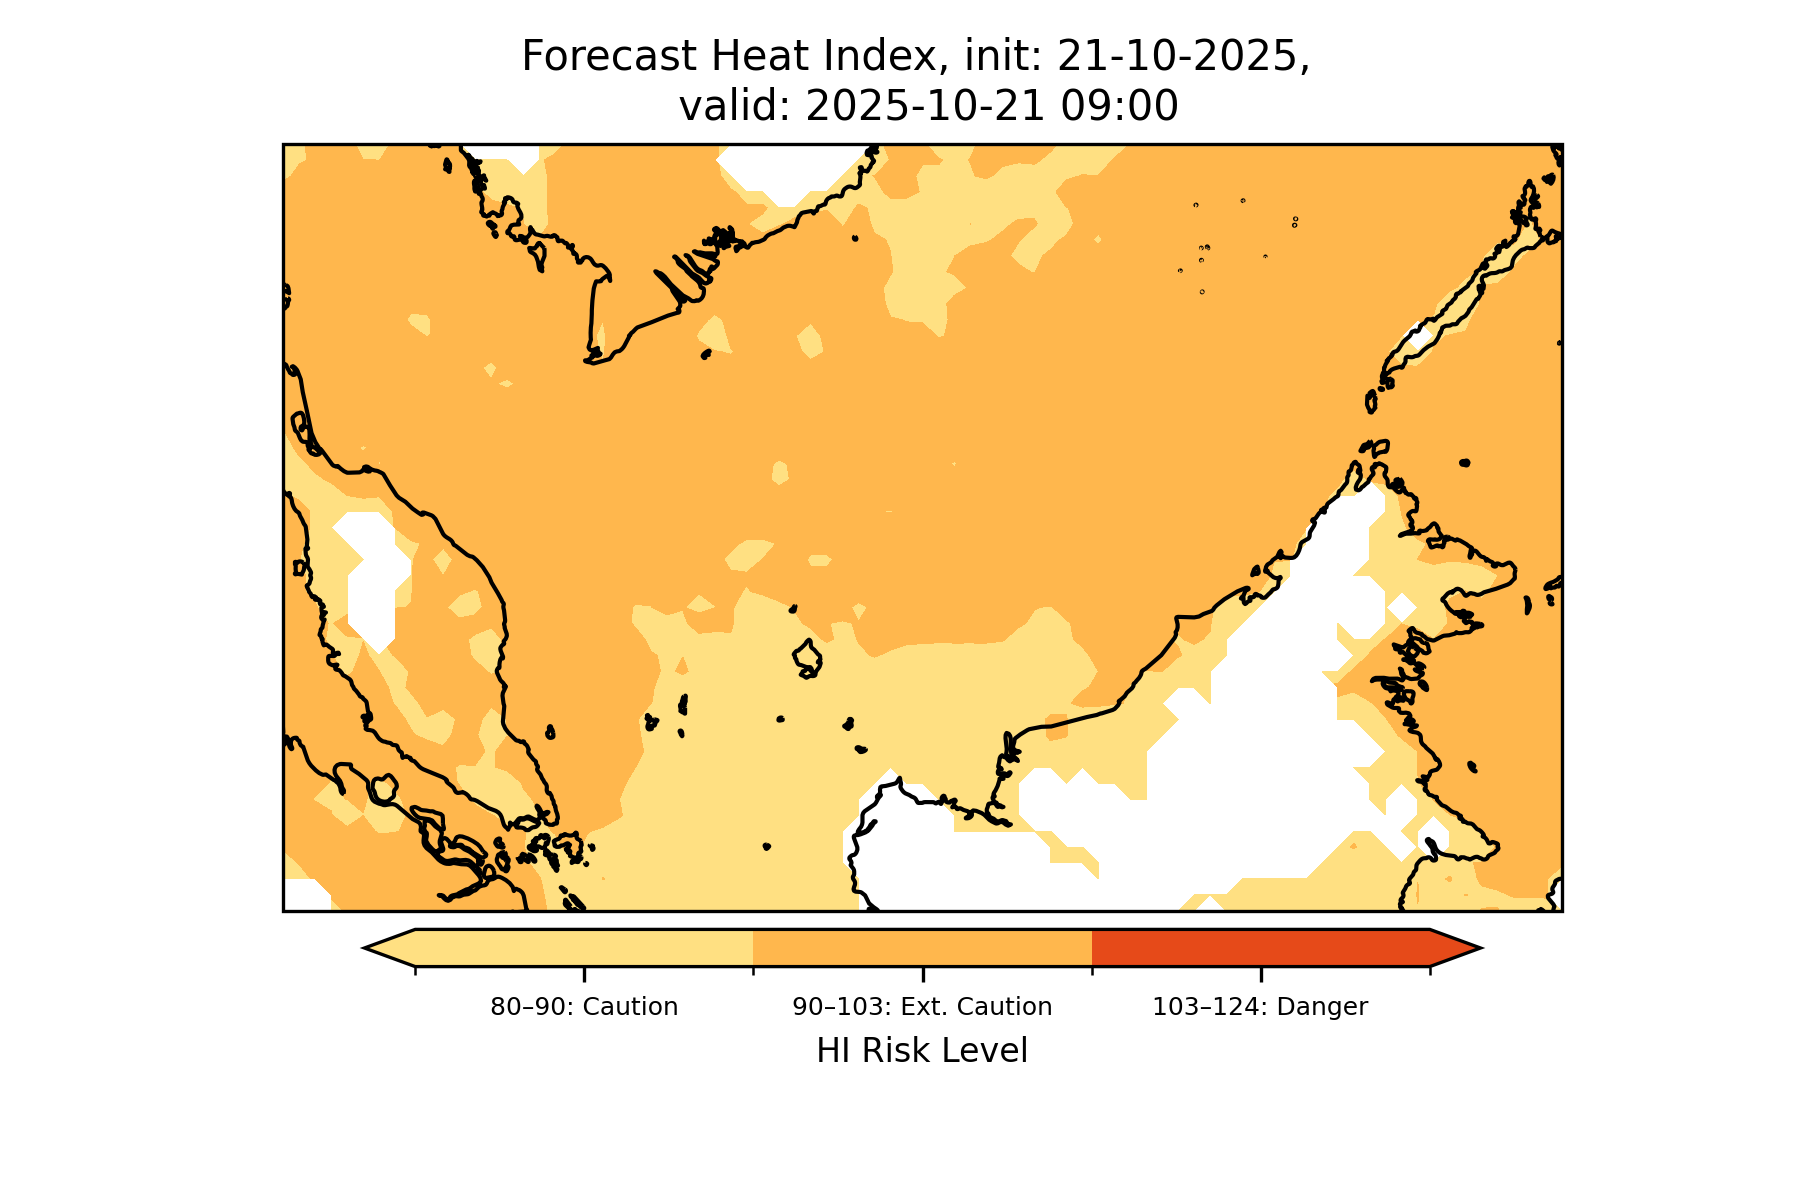 Forecast Heat Index, init: 21-10-2025,
valid: 2025-10-21 09:00
80–90: Caution
90–103: Ext. Caution
103–124: Danger
HI Risk Level